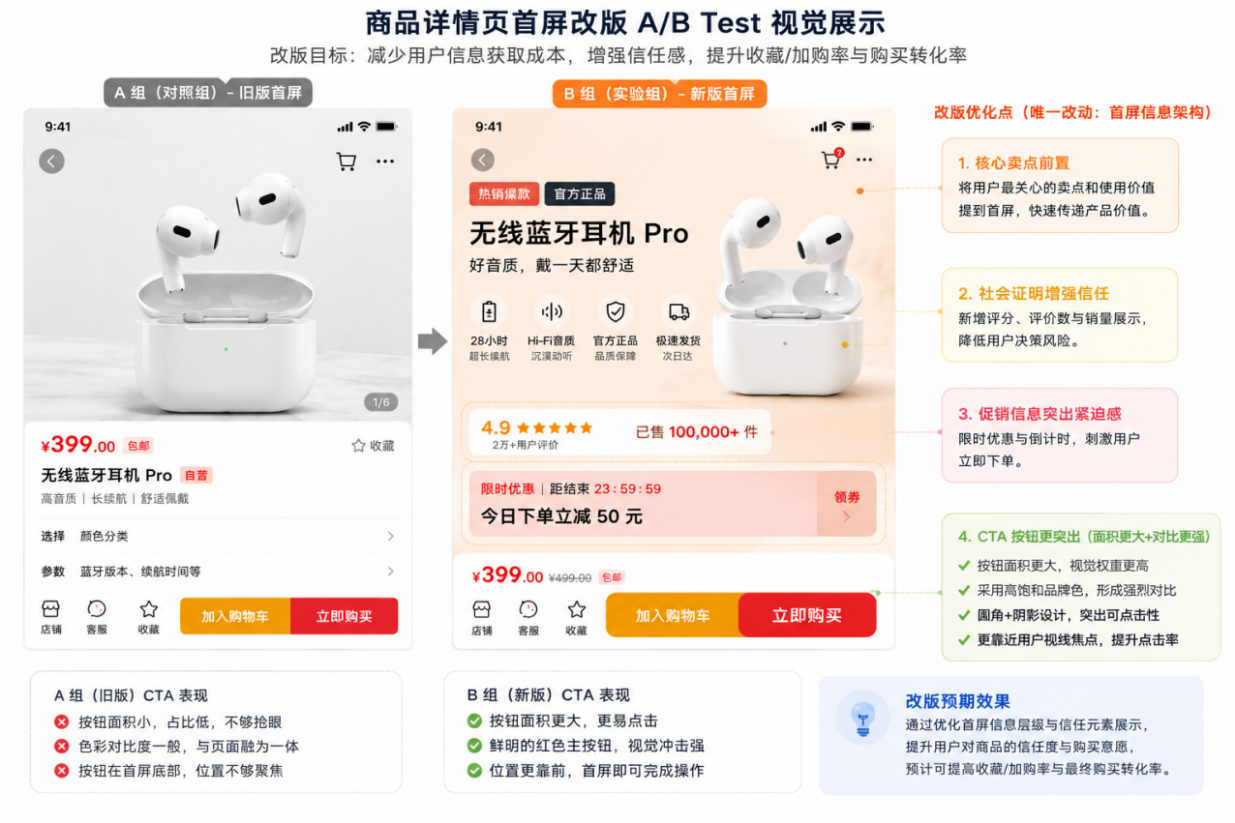 商品详情页首屏改版 A/B Test 视觉展示
改版目标：减少用户信息获取成本，增强信任感，提升收藏/加购率与购买转化率
A 组（对照组）- 旧版首屏
9:41
1/6
¥399.00 包邮
收藏
无线蓝牙耳机 Pro 自营
高音质 | 长续航 | 舒适佩戴
选择 颜色分类
参数 蓝牙版本、续航时间等
店铺 客服 收藏 加入购物车 立即购买
B 组（实验组）- 新版首屏
9:41
2
热销爆款 官方正品
无线蓝牙耳机 Pro
好音质，戴一天都舒适
28小时 Hi-Fi音质 官方正品 极速发货
超长续航 沉浸动听 品质保障 次日达
4.9
2万+用户评价
已售 100,000+ 件
限时优惠 | 距结束 23:59:59
今日下单立减 50 元
领券
¥399.00 ¥499.00 包邮
店铺 客服 收藏 加入购物车 立即购买
改版优化点（唯一改动：首屏信息架构）
1. 核心卖点前置
将用户最关心的卖点和使用价值
提到首屏，快速传递产品价值。
2. 社会证明增强信任
新增评分、评价数与销量展示，
降低用户决策风险。
3. 促销信息突出紧迫感
限时优惠与倒计时，刺激用户
立即下单。
4. CTA 按钮更突出（面积更大+对比更强）
按钮面积更大，视觉权重更高
采用高饱和品牌色，形成强烈对比
圆角+阴影设计，突出可点击性
更靠近用户视线焦点，提升点击率
A 组（旧版）CTA 表现
按钮面积小，占比低，不够抢眼
色彩对比度一般，与页面融为一体
按钮在首屏底部，位置不够聚焦
B 组（新版）CTA 表现
按钮面积更大，更易点击
鲜明的红色主按钮，视觉冲击强
位置更靠前，首屏即可完成操作
改版预期效果
通过优化首屏信息层级与信任元素展示，
提升用户对商品的信任度与购买意愿，
预计可提高收藏/加购率与最终购买转化率。